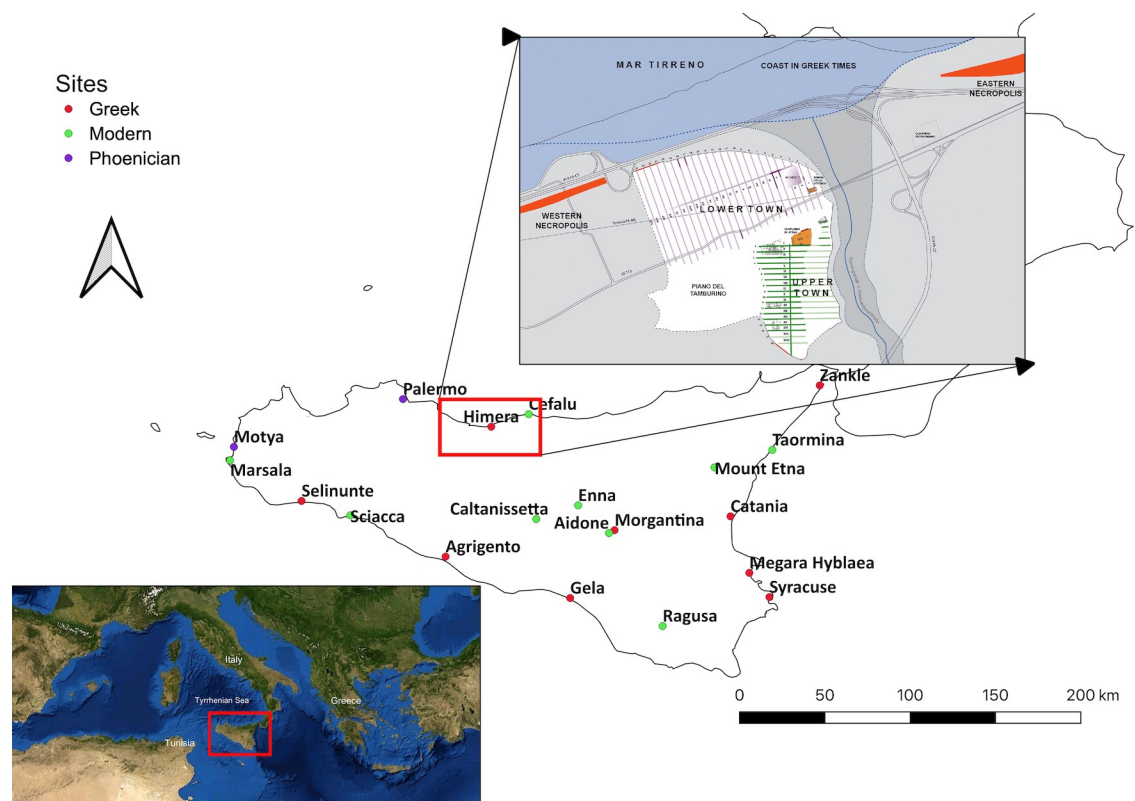 Sites
Greek
Modern
Phoenician
MAR TIRRENO
COAST IN GREEK TIMES
EASTERN
NECROPOLIS
WESTERN
NECROPOLIS
LOWER TOWN
PIANO DEL
TAMBURINO
UPPER
TOWN
Zankle
Palermo
Cefalu
Himera
Motya
Taormina
Marsala
Mount Etna
Selinunte
Enna
Caltanissetta
Catania
Sciacca
Aidone
Morgantina
Agrigento
Megara Hyblaea
Gela
Syracuse
Ragusa
Italy
Tyrrhenian Sea
Greece
Tunisia
0 50 100 150 200 km